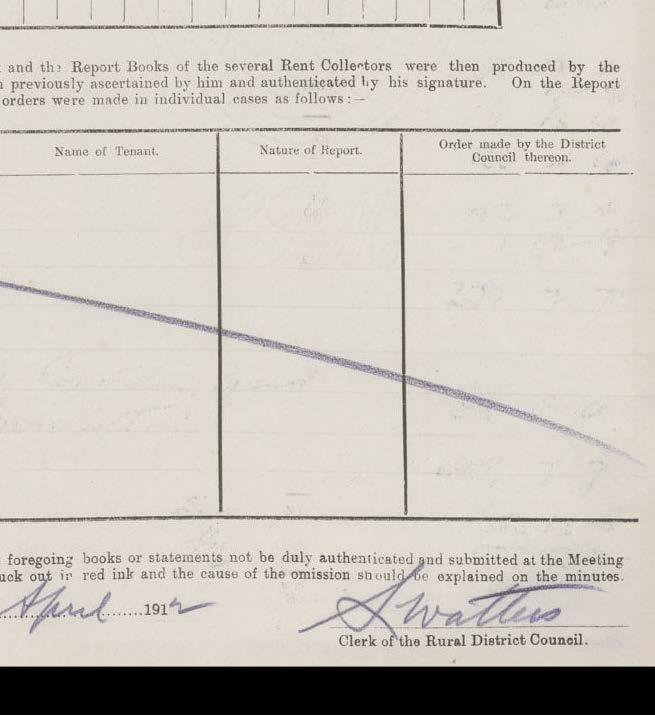 and the Report Books of the several Rent Collectors were then produced by the
previously ascertained by him and authenticated by his signature. On the Report
orders were made in individual cases as follows :—
Name of Tenant. Nature of Report. Order made by the District Council thereon.
foregoing books or statements not be duly authenticated and submitted at the Meeting
uck out in red ink and the cause of the omission should be explained on the minutes.
April 1912 S Watters
Clerk of the Rural District Council.